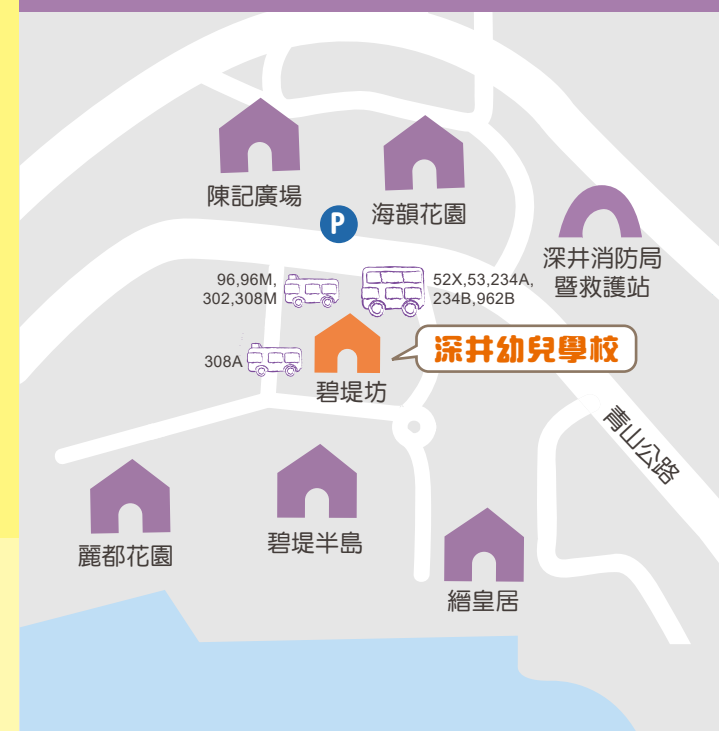 陳記廣場
海韻花園
P
深井消防局
暨救護站
96,96M,
302,308M
52X,53,234A,
234B,962B
308A
深井幼兒學校
碧堤坊
青山公路
麗都花園
碧堤半島
縉皇居